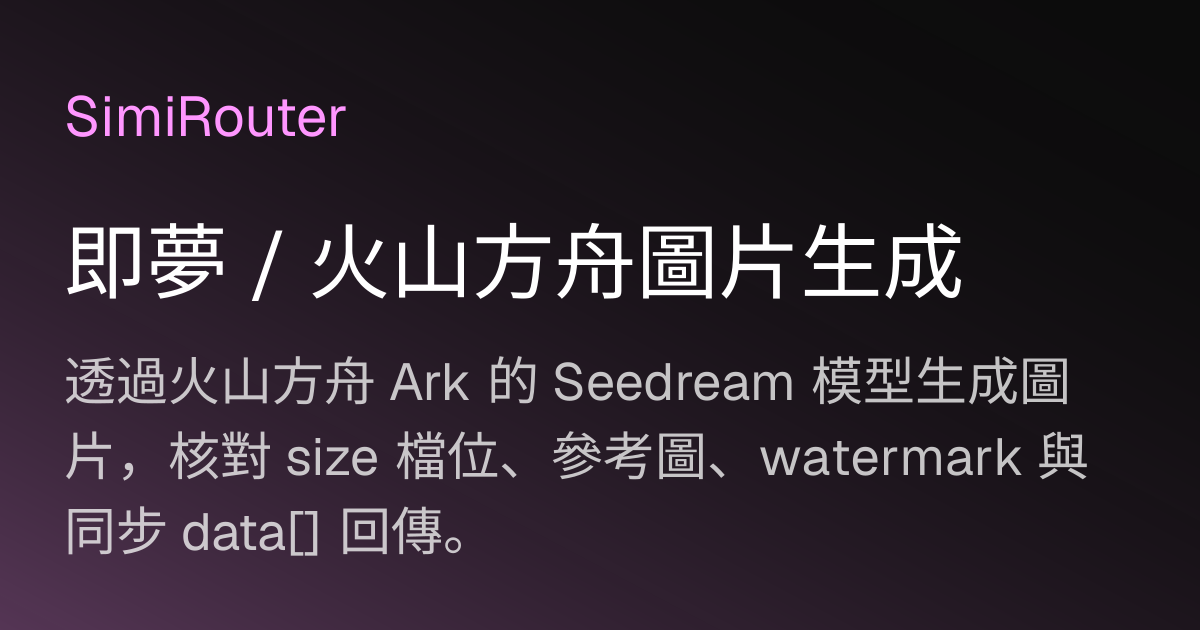 SimiRouter
即夢 / 火山方舟圖片生成
透過火山方舟 Ark 的 Seedream 模型生成圖
片，核對 size 檔位、參考圖、watermark 與
同步 data[] 回傳。